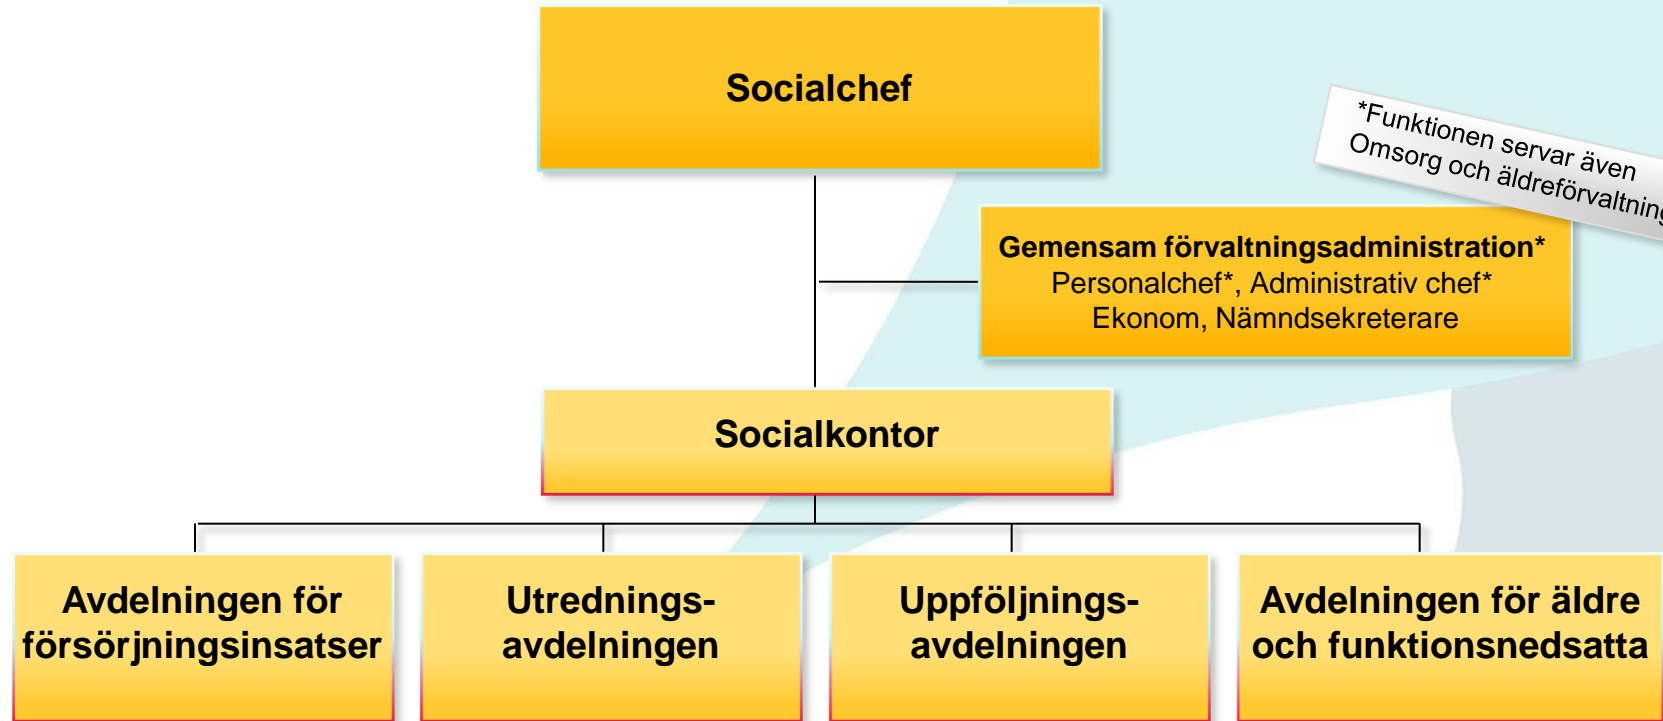 Socialchef
*Funktionen servar även
Omsorg och äldreförvaltning
Gemensam förvaltningsadministration*
Personalchef*, Administrativ chef*
Ekonom, Nämndsekreterare
Socialkontor
Avdelningen för
försörjningsinsatser
Utrednings-
avdelningen
Uppföljnings-
avdelningen
Avdelningen för äldre
och funktionsnedsatta